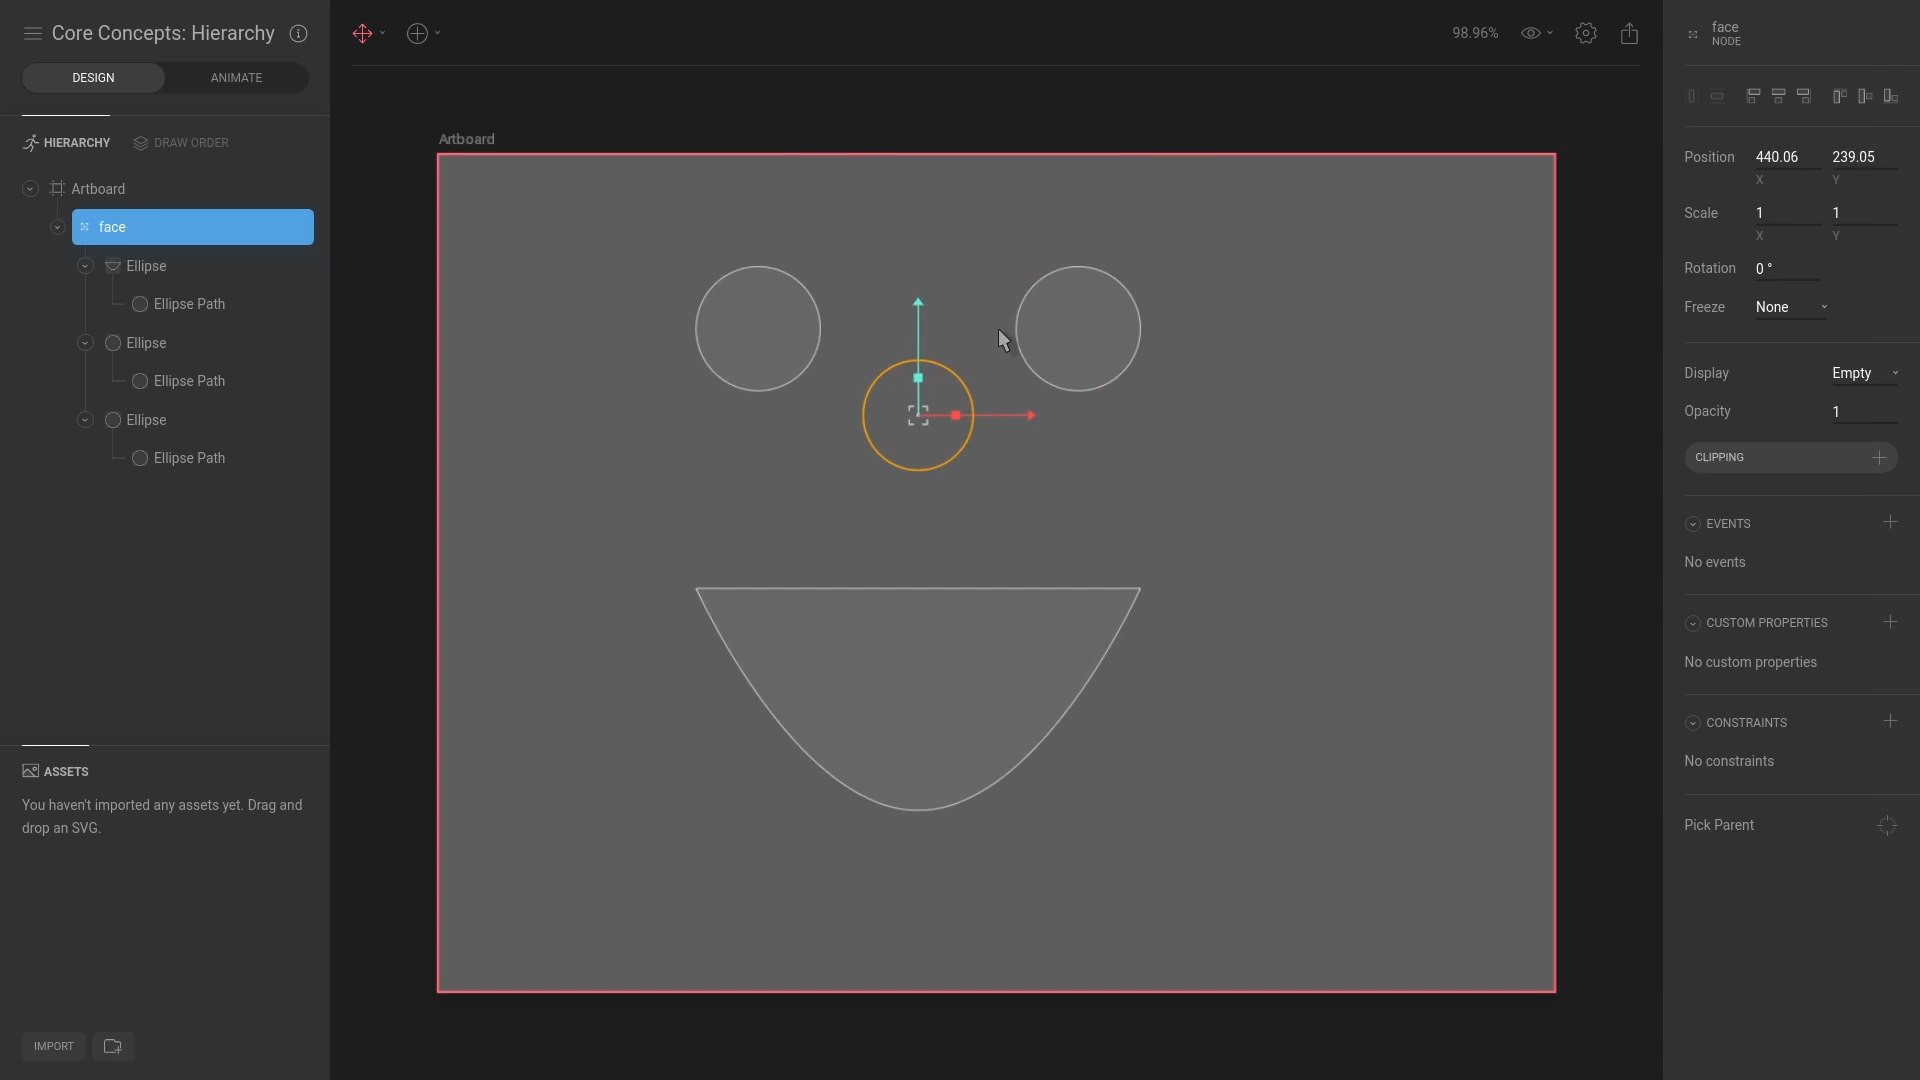 Core Concepts: Hierarchy
DESIGN
ANIMATE
HIERARCHY
DRAW ORDER
Artboard
face
Ellipse
Ellipse Path
Ellipse
Ellipse Path
Ellipse
Ellipse Path
ASSETS
You haven't imported any assets yet. Drag and
drop an SVG.
IMPORT
98.96%
Artboard
face
NODE
Position 440.06 239.05
X Y
Scale 1 1
X Y
Rotation 0 °
Freeze None
Display Empty
Opacity 1
CLIPPING
EVENTS
No events
CUSTOM PROPERTIES
No custom properties
CONSTRAINTS
No constraints
Pick Parent